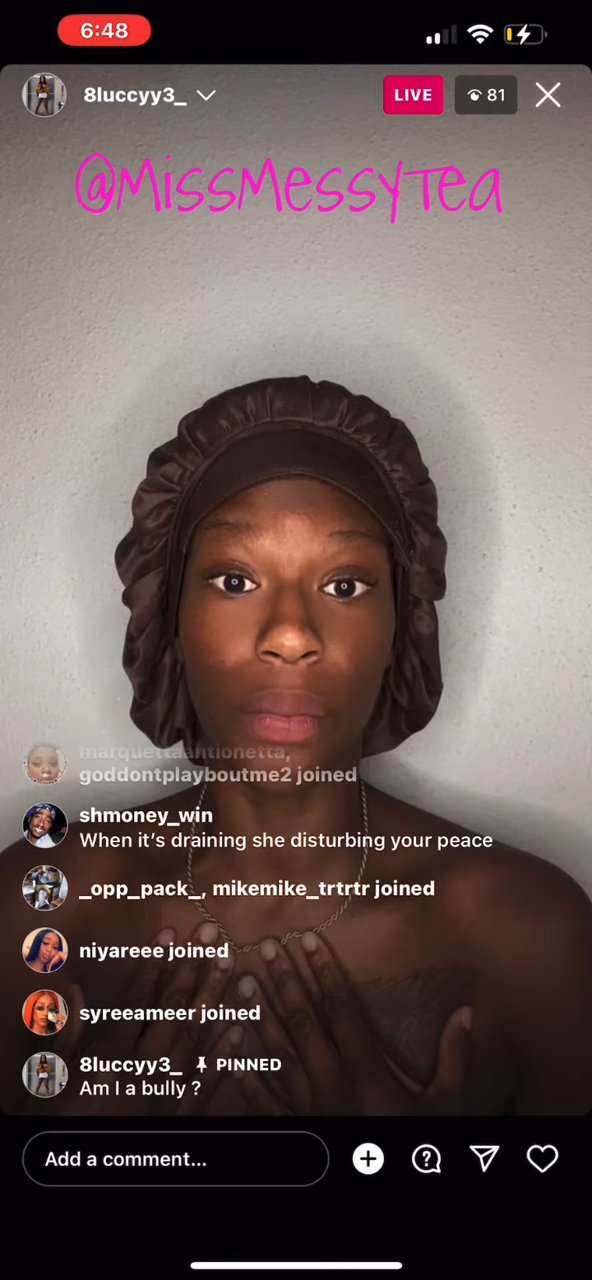 6:48
8luccyy3_
LIVE
81
@MissMessyTea
marquettaantionetta,
goddontplayboutme2 joined
shmoney_win
When it’s draining she disturbing your peace
_opp_pack_, mikemike_trtrtr joined
niyareee joined
syreeameer joined
8luccyy3_ PINNED
Am I a bully ?
Add a comment...